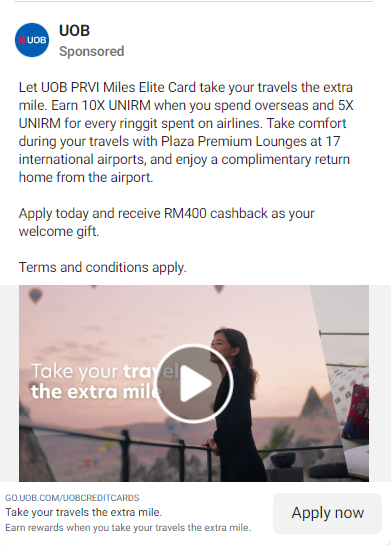 UOB
UOB
Sponsored
Let UOB PRVI Miles Elite Card take your travels the extra
mile. Earn 10X UNIRM when you spend overseas and 5X
UNIRM for every ringgit spent on airlines. Take comfort
during your travels with Plaza Premium Lounges at 17
international airports, and enjoy a complimentary return
home from the airport.
Apply today and receive RM400 cashback as your
welcome gift.
Terms and conditions apply.
Take your travel
the extra mile
GO.UOB.COM/UOBCREDITCARDS
Take your travels the extra mile.
Earn rewards when you take your travels the extra mile.
Apply now